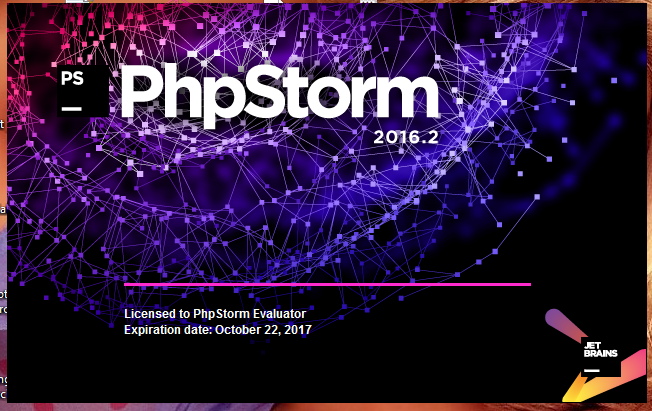 PS
PhpStorm
2016.2
Licensed to PhpStorm Evaluator
Expiration date: October 22, 2017
JET
BRAINS